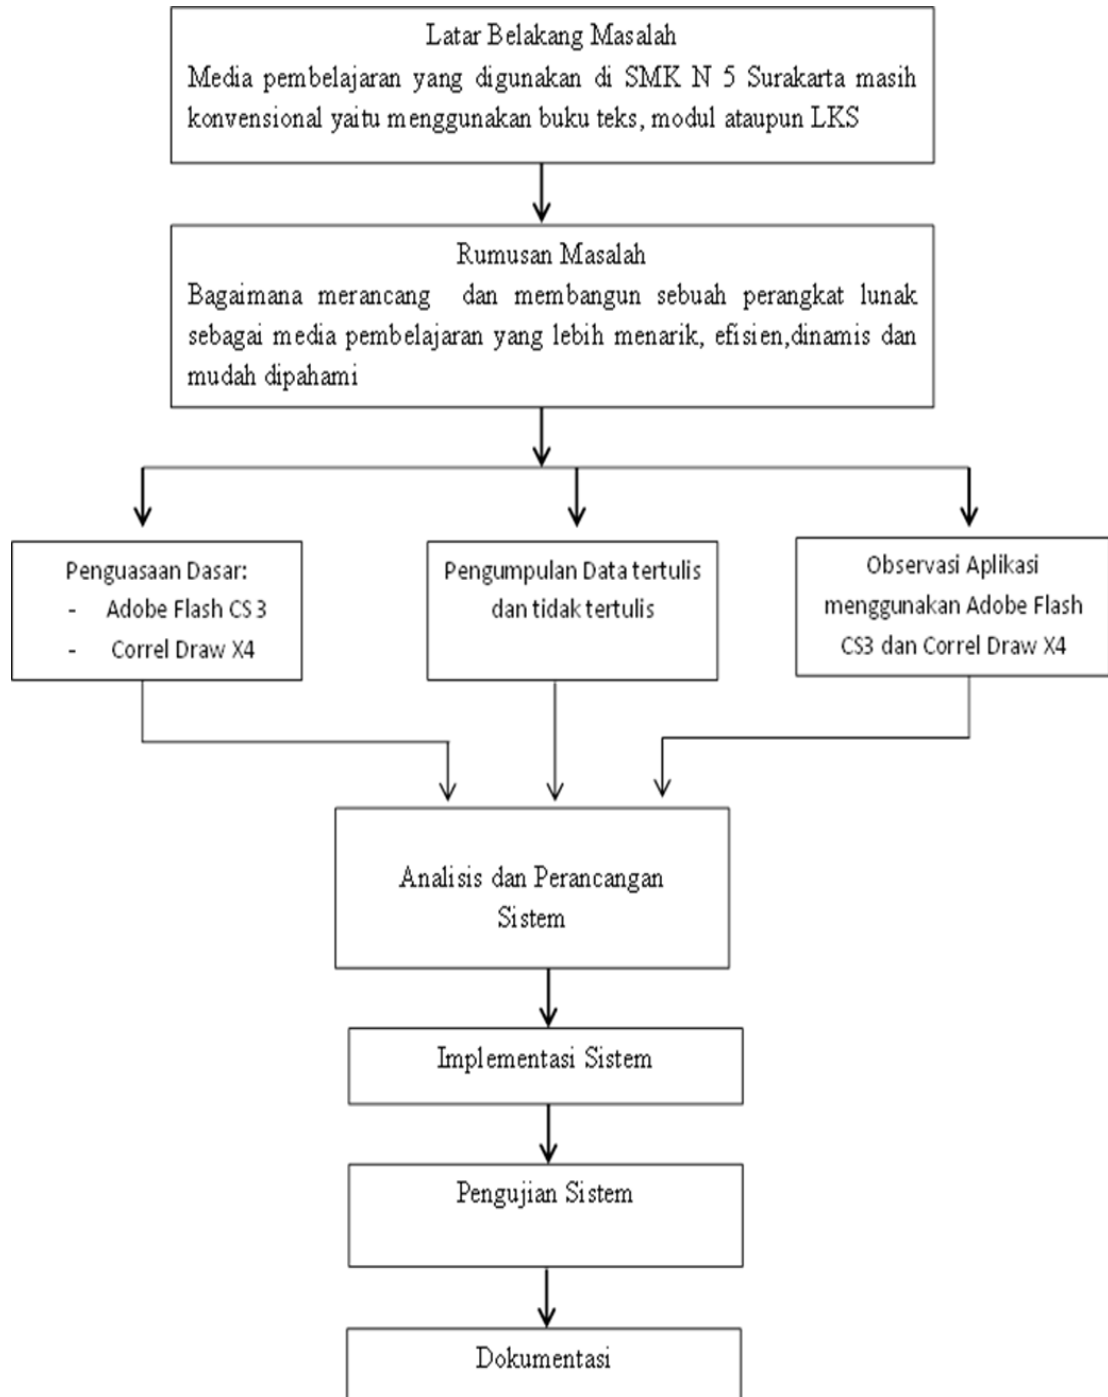 Latar Belakang Masalah
Media pembelajaran yang digunakan di SMK N 5 Surakarta masih
konvensional yaitu menggunakan buku teks, modul ataupun LKS
Rumusan Masalah
Bagaimana merancang dan membangun sebuah perangkat lunak
sebagai media pembelajaran yang lebih menarik, efisien,dinamis dan
mudah dipahami
Penguasaan Dasar:
- Adobe Flash CS3
- Correl Draw X4
Pengumpulan Data tertulis
dan tidak tertulis
Observasi Aplikasi
menggunakan Adobe Flash
CS3 dan Correl Draw X4
Analisis dan Perancangan
Sistem
Implementasi Sistem
Pengujian Sistem
Dokumentasi